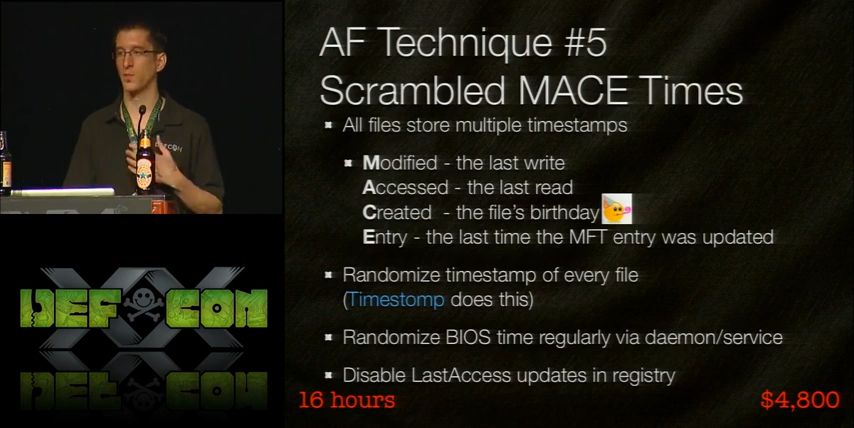 AF Technique #5
Scrambled MACE Times
All files store multiple timestamps
Modified - the last write
Accessed - the last read
Created - the file's birthday
Entry - the last time the MFT entry was updated
Randomize timestamp of every file
(Timestomp does this)
Randomize BIOS time regularly via daemon/service
Disable LastAccess updates in registry
16 hours
$4,800
DEF CON
XX